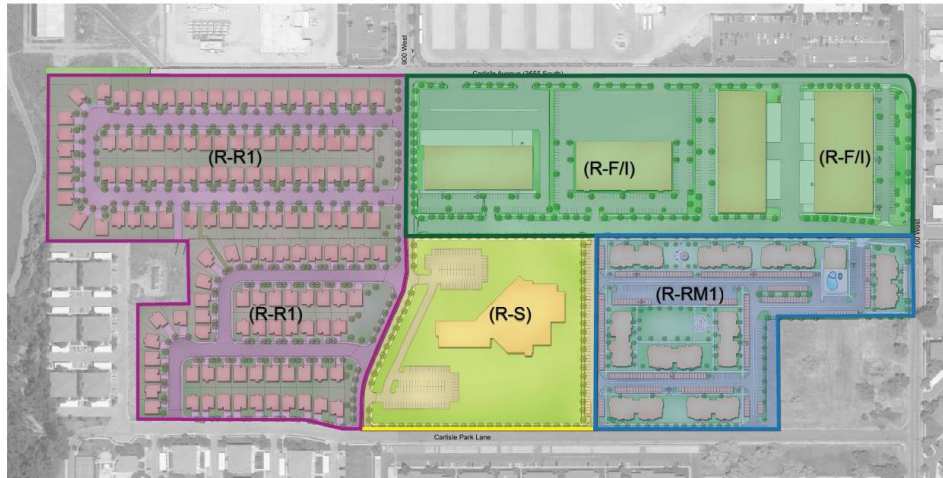 900 West
Carlisle Avenue (2655 South)
(R-R1)
(R-F/I)
(R-F/I)
700 West
(R-R1)
(R-S)
(R-RM1)
Carlisle Park Lane